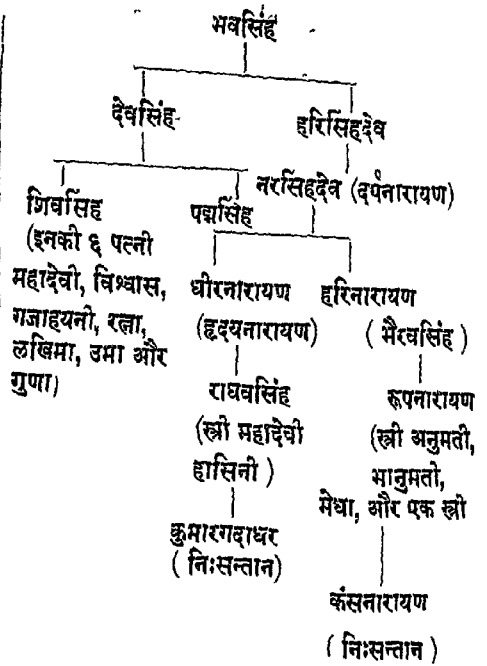 भवसिंह
देवसिंह हरिसिंहदेव
नरसिंहदेव (दर्पनारायण)
शिवसिंह पद्मसिंह
(इनकी ६ पत्नी
महादेवी, विश्वास, धीरनारायण हरिनारायण
गजाहयनो, रत्ना, (हृदयनारायण) (भैरवसिंह)
लखिमा, उमा और
गुणा) राघवसिंह रूपनारायण
(स्त्री महादेवी (स्त्री अनुमती,
हासिनी) भानुमतो,
मेधा, और एक स्त्री
कुमारगदाधर
(निःसन्तान)
कंसनारायण
(निःसन्तान)